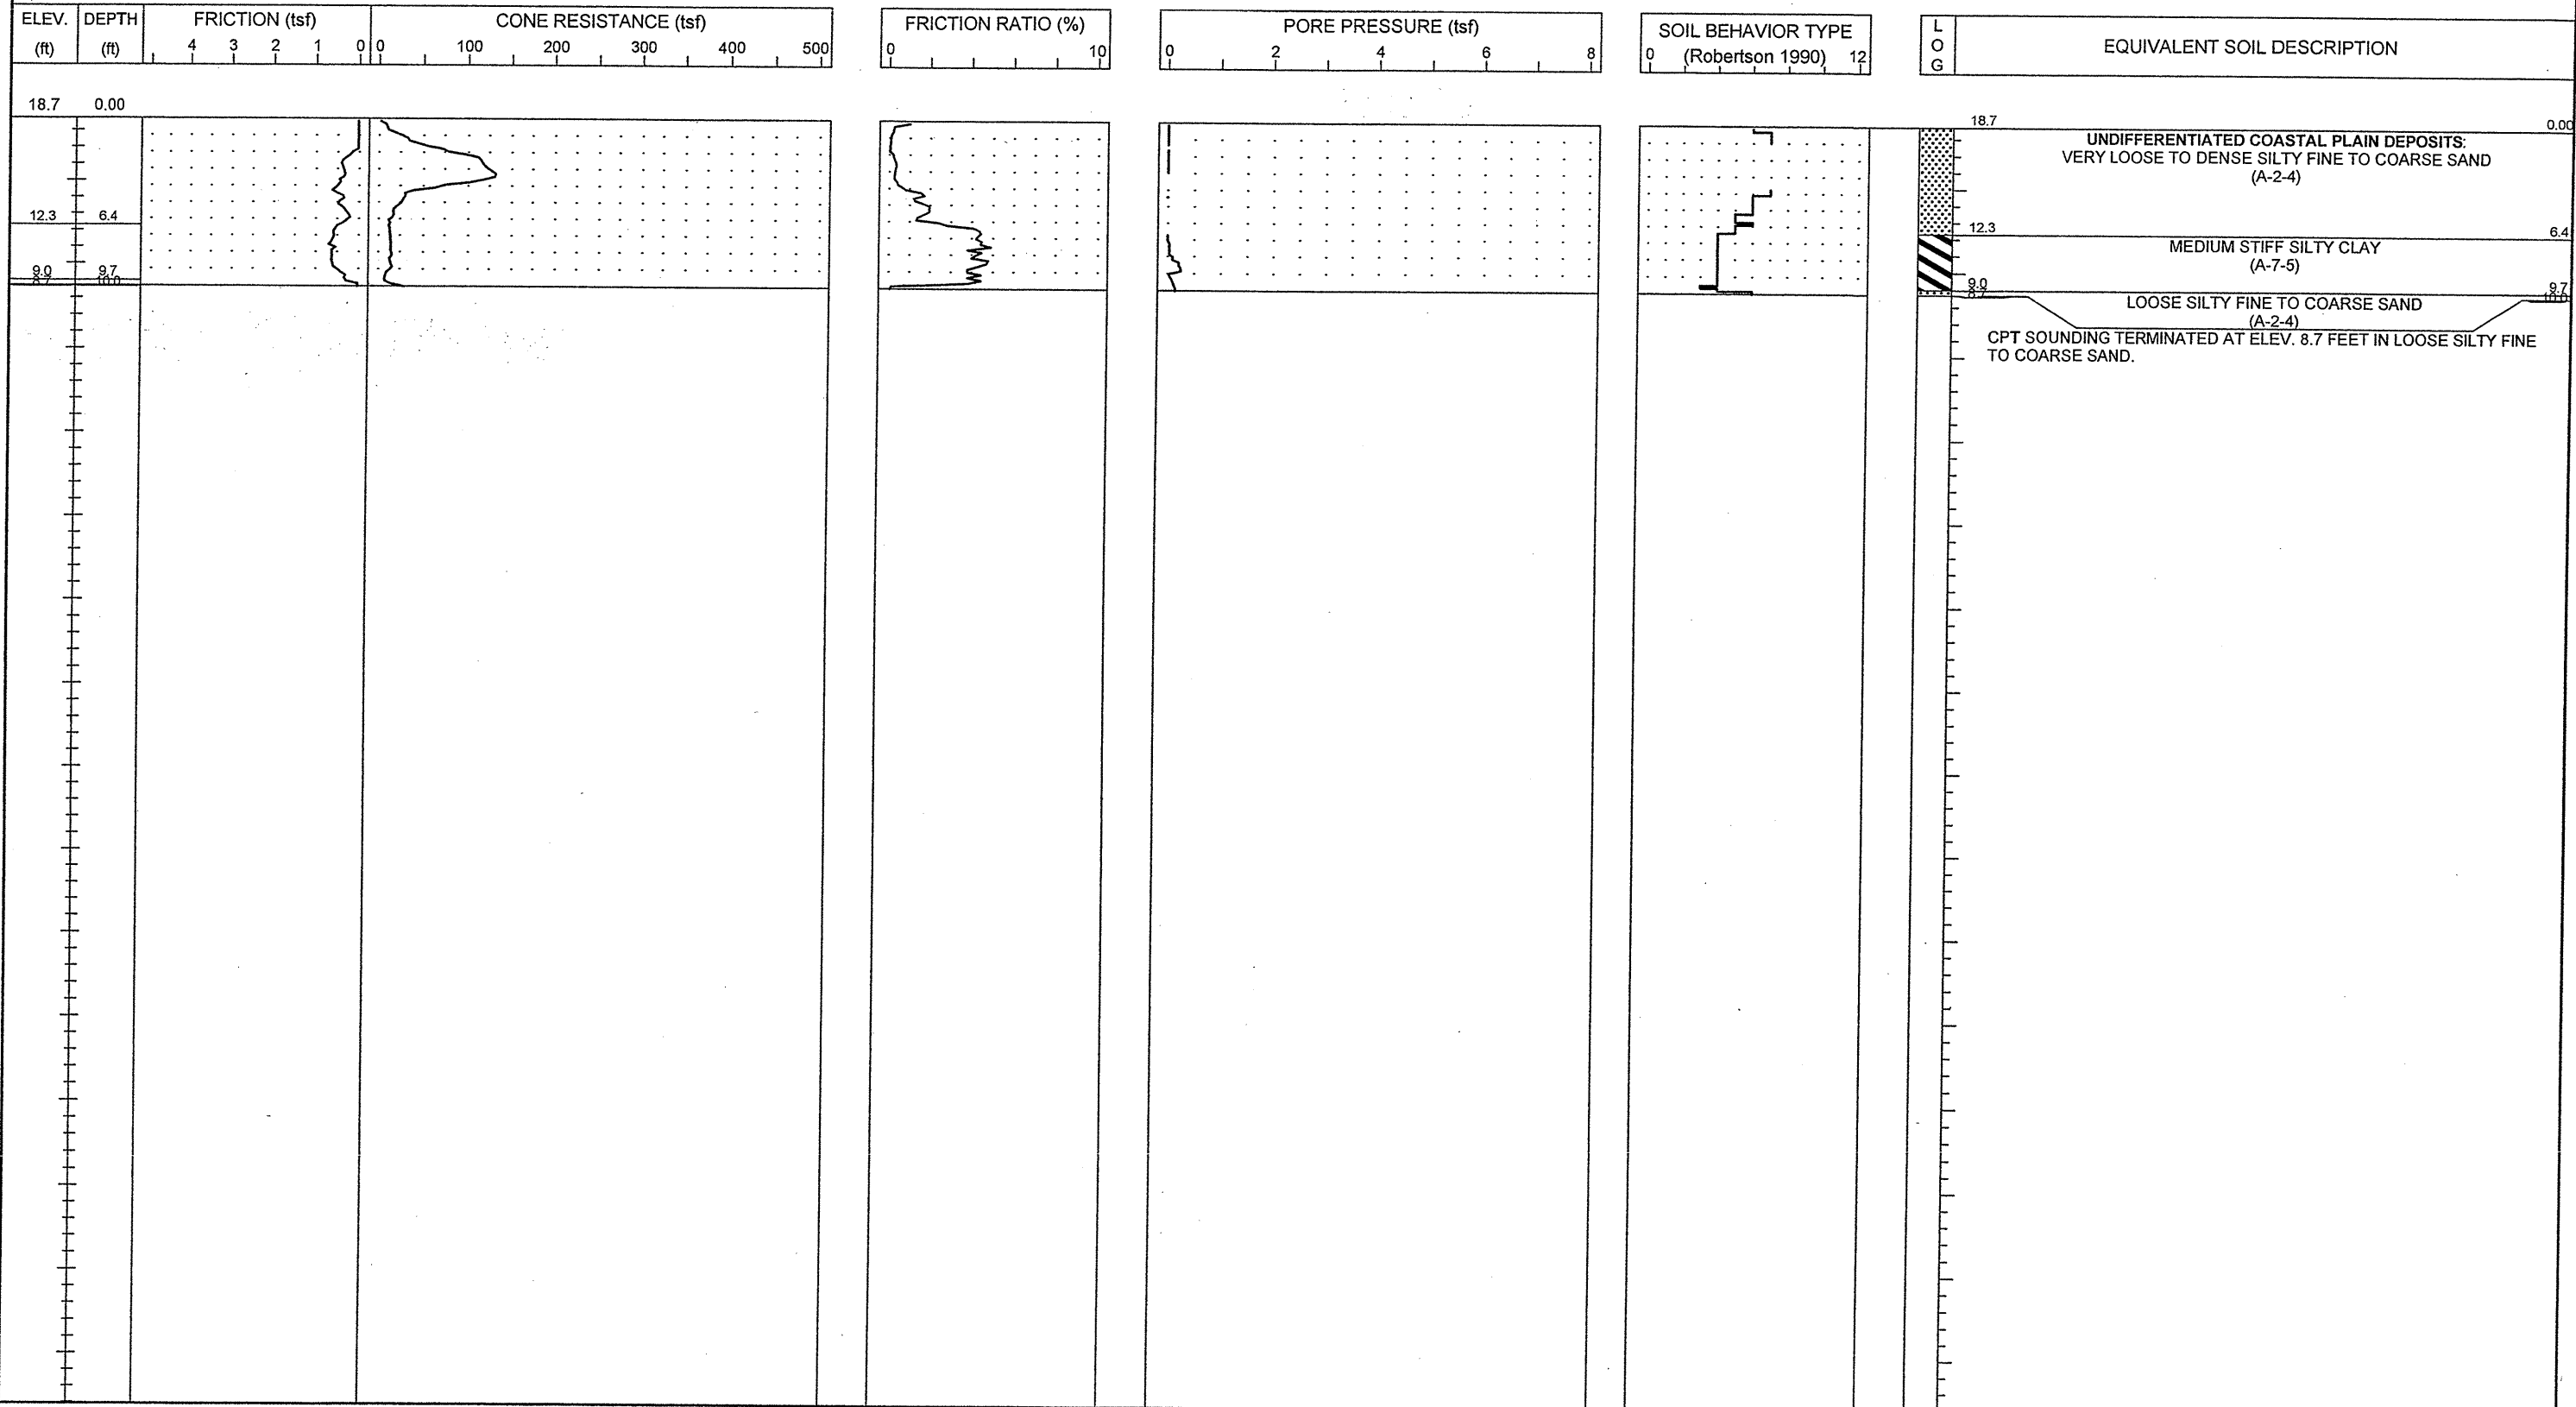 ELEV. DEPTH FRICTION (tsf) CONE RESISTANCE (tsf) FRICTION RATIO (%) PORE PRESSURE (tsf) SOIL BEHAVIOR TYPE LOG EQUIVALENT SOIL DESCRIPTION
(ft) (ft) 4 3 2 1 0 0 100 200 300 400 500 0 10 0 2 4 6 8 0 (Robertson 1990) 12
18.7 0.00
18.7 0.00
UNDIFFERENTIATED COASTAL PLAIN DEPOSITS:
VERY LOOSE TO DENSE SILTY FINE TO COARSE SAND
(A-2-4)
12.3 6.4
12.3 6.4
MEDIUM STIFF SILTY CLAY
(A-7-5)
9.0 9.7
9.0 9.7
8.7 10.0
LOOSE SILTY FINE TO COARSE SAND
(A-2-4)
CPT SOUNDING TERMINATED AT ELEV. 8.7 FEET IN LOOSE SILTY FINE
TO COARSE SAND.